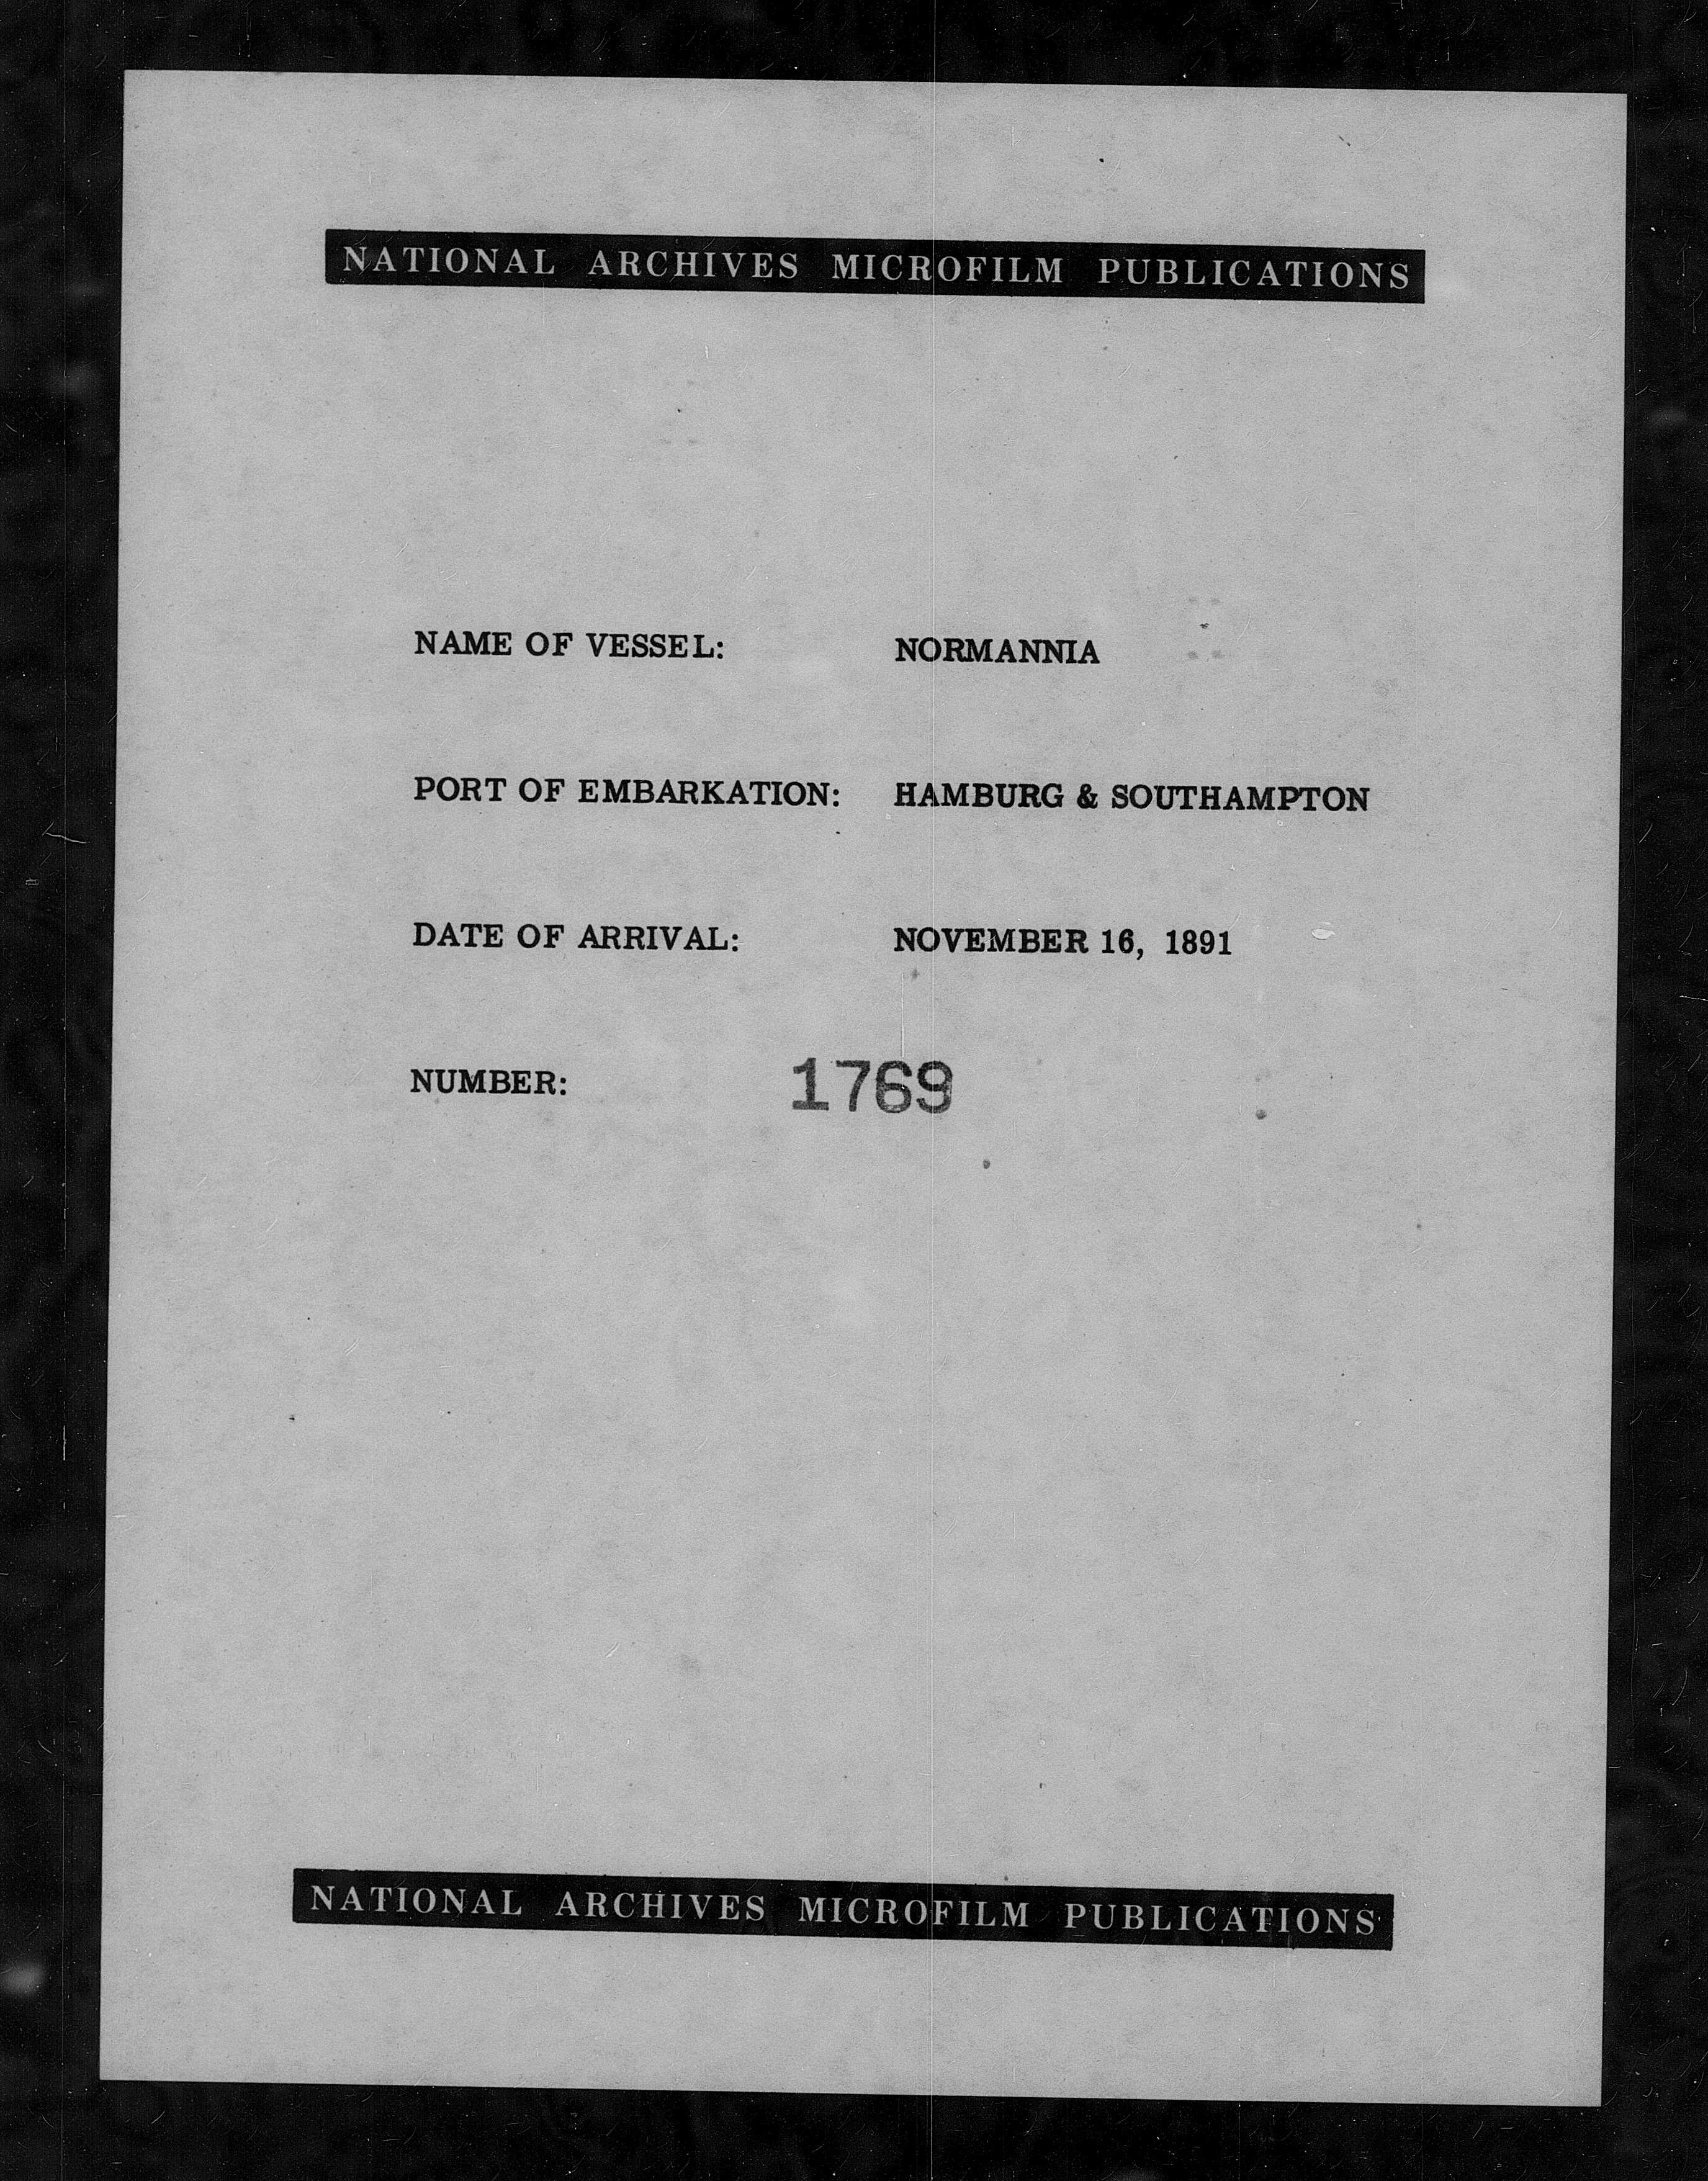 NATIONAL ARCHIVES MICROFILM PUBLICATIONS
NAME OF VESSEL: NORMANNIA
PORT OF EMBARKATION: HAMBURG & SOUTHAMPTON
DATE OF ARRIVAL: NOVEMBER 16, 1891
NUMBER: 1769
NATIONAL ARCHIVES MICROFILM PUBLICATIONS